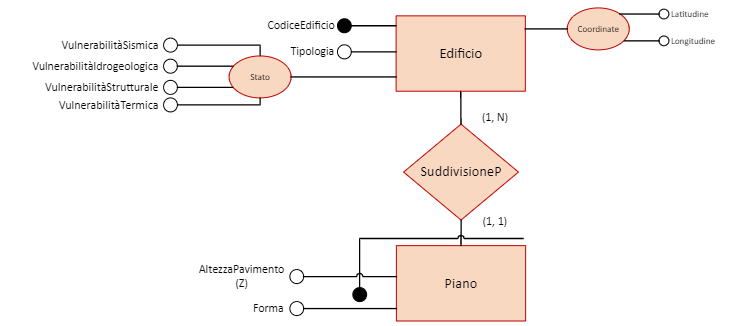 CodiceEdificio
Tipologia
Edificio
Coordinate
Latitudine
Longitudine
VulnerabilitàSismica
VulnerabilitàIdrogeologica
VulnerabilitàStrutturale
VulnerabilitàTermica
Stato
(1, N)
SuddivisioneP
(1, 1)
AltezzaPavimento
(Z)
Forma
Piano